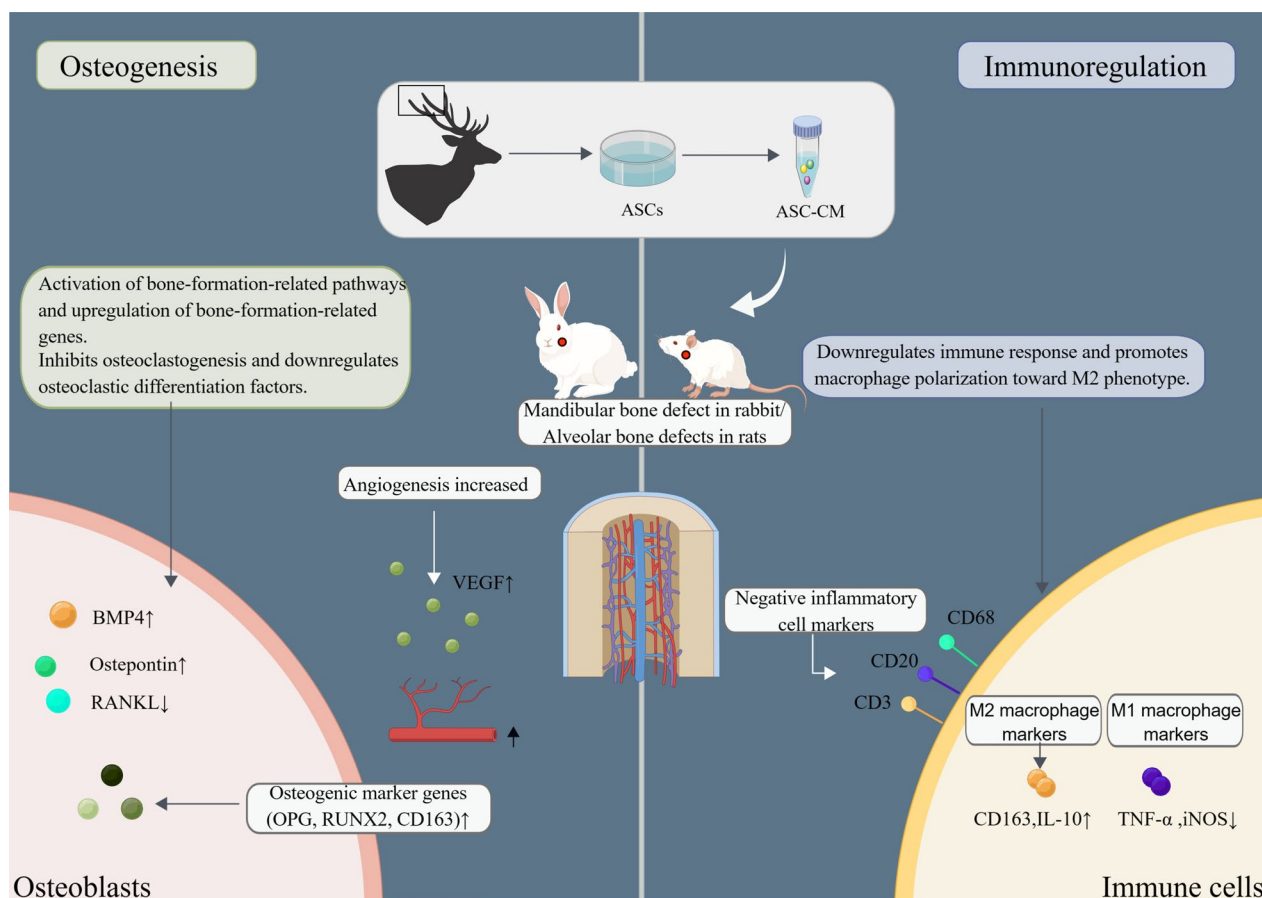 Osteogenesis
Immunoregulation
ASCs
ASC-CM
Activation of bone-formation-related pathways
and upregulation of bone-formation-related
genes.
Inhibits osteoclastogenesis and downregulates
osteoclastic differentiation factors.
Mandibular bone defect in rabbit/
Alveolar bone defects in rats
Downregulates immune response and promotes
macrophage polarization toward M2 phenotype.
Angiogenesis increased
VEGF↑
BMP4↑
Ostepontin↑
RANKL↓
Osteogenic marker genes
(OPG, RUNX2, CD163)↑
Osteoblasts
Negative inflammatory
cell markers
CD68
CD20
CD3
M2 macrophage
markers
M1 macrophage
markers
CD163,IL-10↑
TNF-α ,iNOS↓
Immune cells